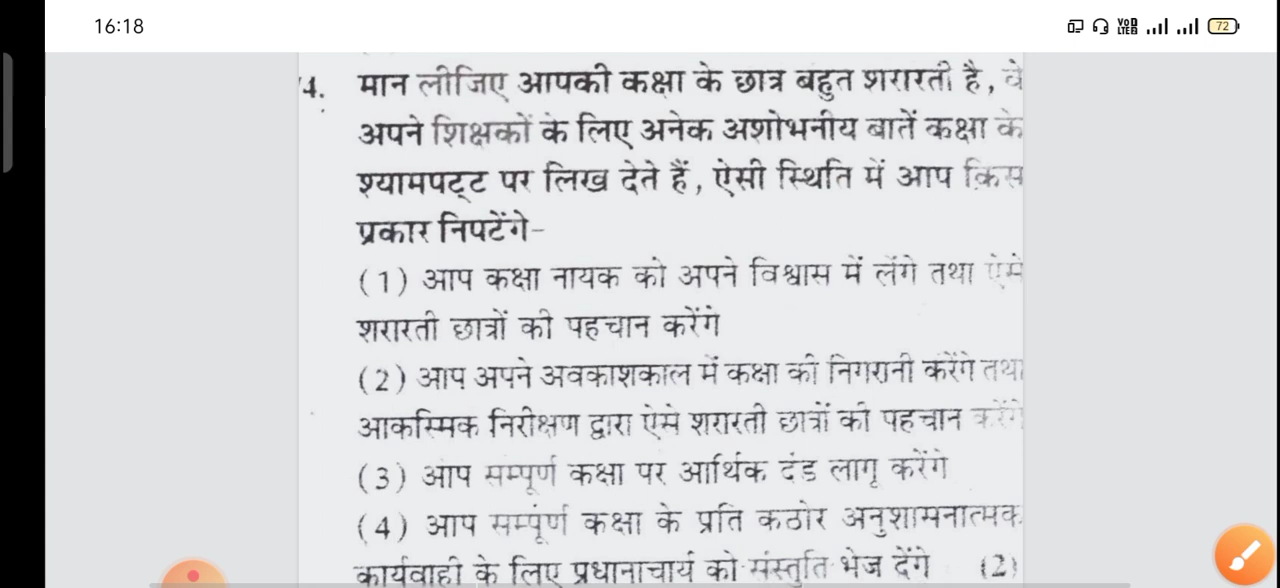 16:18
VoD LTE2 72
4. मान लीजिए आपकी कक्षा के छात्र बहुत शरारती है, वे
अपने शिक्षकों के लिए अनेक अशोभनीय बातें कक्षा के
श्यामपट्ट पर लिख देते हैं, ऐसी स्थिति में आप किस
प्रकार निपटेंगे-
(1) आप कक्षा नायक को अपने विश्वास में लेंगे तथा ऐसे
शरारती छात्रों की पहचान करेंगे
(2) आप अपने अवकाशकाल में कक्षा की निगरानी करेंगे तथा
आकस्मिक निरीक्षण द्वारा ऐसे शरारती छात्रों की पहचान करेंगे
(3) आप सम्पूर्ण कक्षा पर आर्थिक दंड लागू करेंगे
(4) आप सम्पूंर्ण कक्षा के प्रति कठोर अनुशासनात्मक
कार्यवाही के लिए प्रधानाचार्य को संस्तुति भेज देंगे (2)